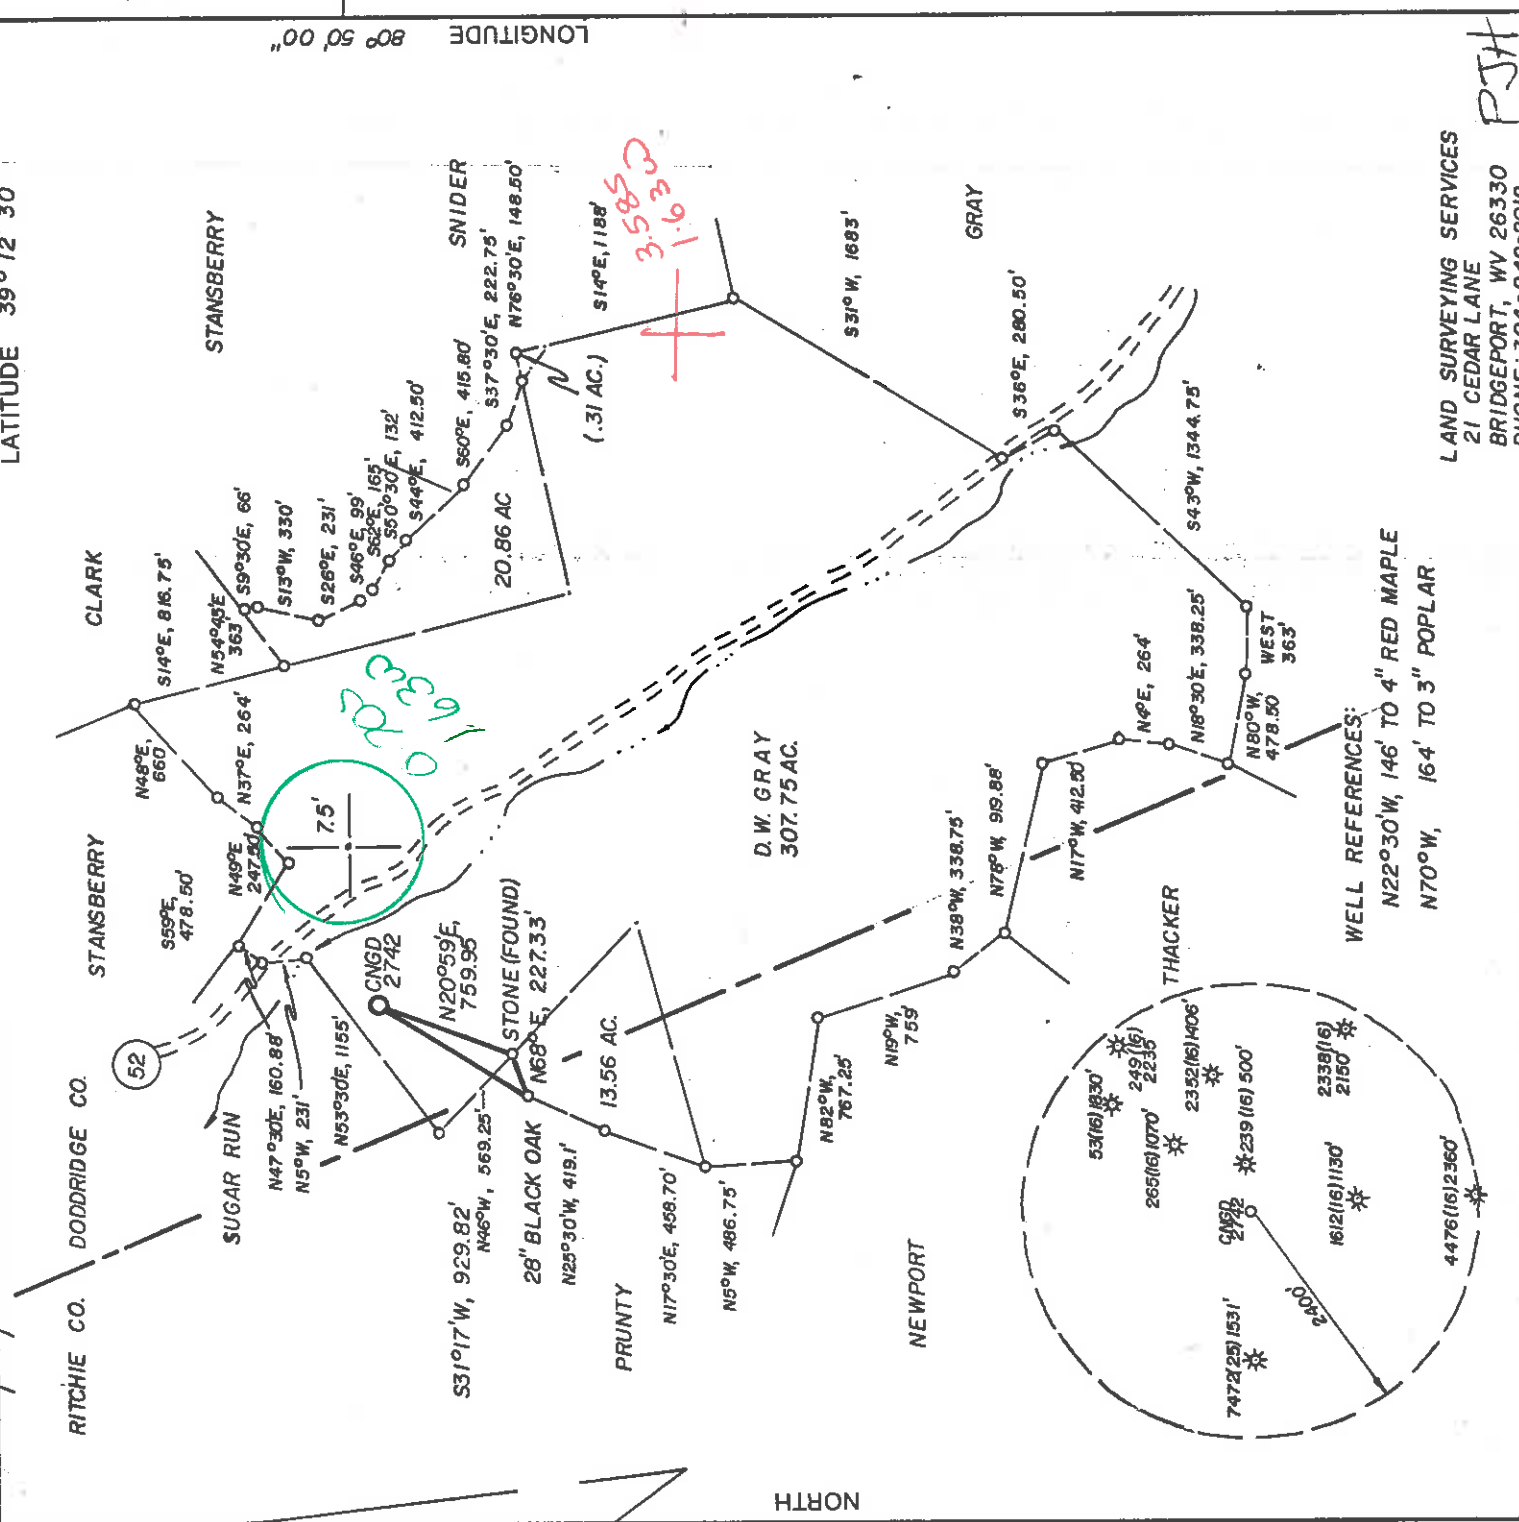 LATITUDE 39° 12' 30
LONGITUDE 80° 50' 00"
RITCHIE CO.
DODDRIDGE CO.
STANSBERRY
CLARK
STANSBERRY
SNIDER
52
SUGAR RUN
N47°30'E, 160.88'
N5°W, 231'
N53°30'E, 1155'
S59°E,
478.50'
N49°E
247.50'
N37°E, 264'
N48°E,
660'
S14°E, 816.75'
N54°45'E
363'
S9°30'E, 66'
S13°W, 330'
S26°E, 231'
S46°E, 99'
S62°E, 165'
S50°30'E, 132'
S44°E, 412.50'
S60°E, 415.80'
S37°30'E, 222.75'
N76°30'E, 148.50'
S14°E, 1188'
(.31 AC.)
20.86 AC
3.58S
1.63W
7.5'
1.63W
S31°W, 1683'
GRAY
S36°E, 280.50'
S43°W, 1344.75'
WEST
363'
N80°W,
478.50'
N18°30'E, 338.25'
N4°E, 264'
N17°W, 412.50'
N78°W, 919.88'
N38°W, 338.75'
N19°W,
759'
N82°W,
767.25'
N5°W, 486.75'
N17°30'E, 458.70'
N25°30'W, 419.1'
28" BLACK OAK
N46°W, 569.25'
S31°17'W, 929.82'
CNGD
2742
N20°59'E,
759.95'
STONE (FOUND)
N68°E, 227.33'
13.56 AC.
D.W. GRAY
307.75 AC.
PRUNTY
NEWPORT
THACKER
WELL REFERENCES:
N22°30'W, 146' TO 4" RED MAPLE
N70°W, 164' TO 3" POPLAR
53(16)1830'
249(16)
2235'
265(16)1070'
2352(16)1406'
239(16)500'
2338(16)
2150'
1612(16)1130'
4476(16)2360'
7472(25)1531'
CNGD
2742
2400'
NORTH
LAND SURVEYING SERVICES
21 CEDAR LANE
BRIDGEPORT, WV 26330
PJH